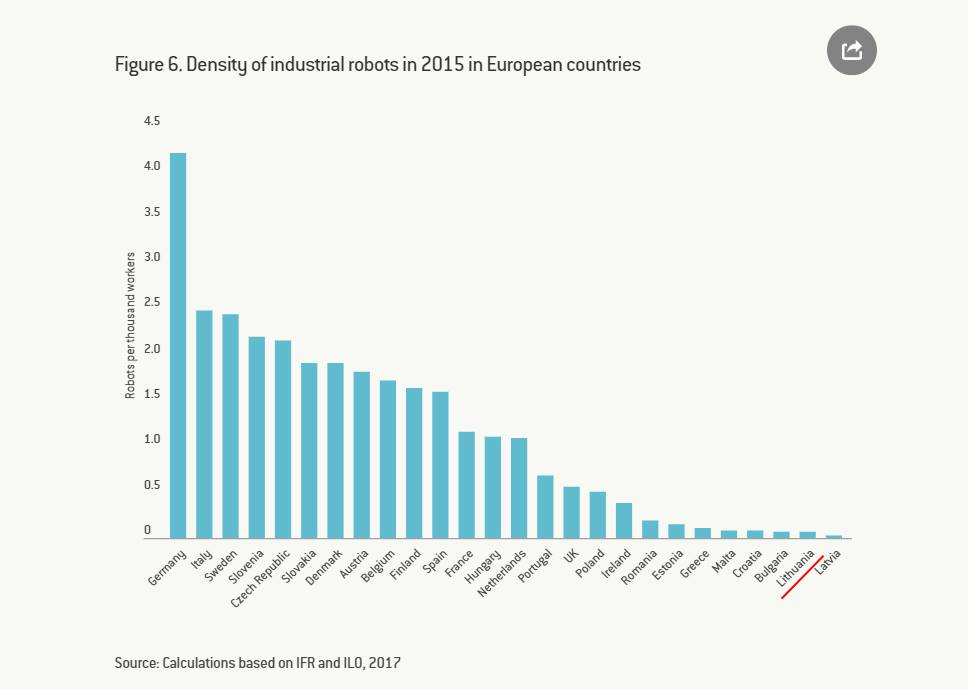 Figure 6. Density of industrial robots in 2015 in European countries
4.5
4.0
3.5
3.0
2.5
2.0
1.5
1.0
0.5
0
Robots per thousand workers
Germany
Italy
Sweden
Slovenia
Czech Republic
Slovakia
Denmark
Austria
Belgium
Finland
Spain
France
Hungary
Netherlands
Portugal
UK
Poland
Ireland
Romania
Estonia
Greece
Malta
Croatia
Bulgaria
Lithuania
Latvia
Source: Calculations based on IFR and ILO, 2017